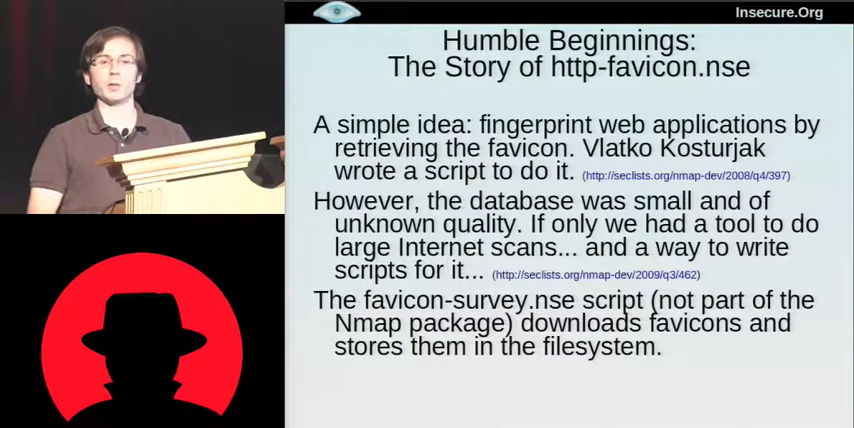 Insecure.Org
Humble Beginnings:
The Story of http-favicon.nse
A simple idea: fingerprint web applications by
retrieving the favicon. Vlatko Kosturjak
wrote a script to do it. (http://seclists.org/nmap-dev/2008/q4/397)
However, the database was small and of
unknown quality. If only we had a tool to do
large Internet scans... and a way to write
scripts for it... (http://seclists.org/nmap-dev/2009/q3/462)
The favicon-survey.nse script (not part of the
Nmap package) downloads favicons and
stores them in the filesystem.